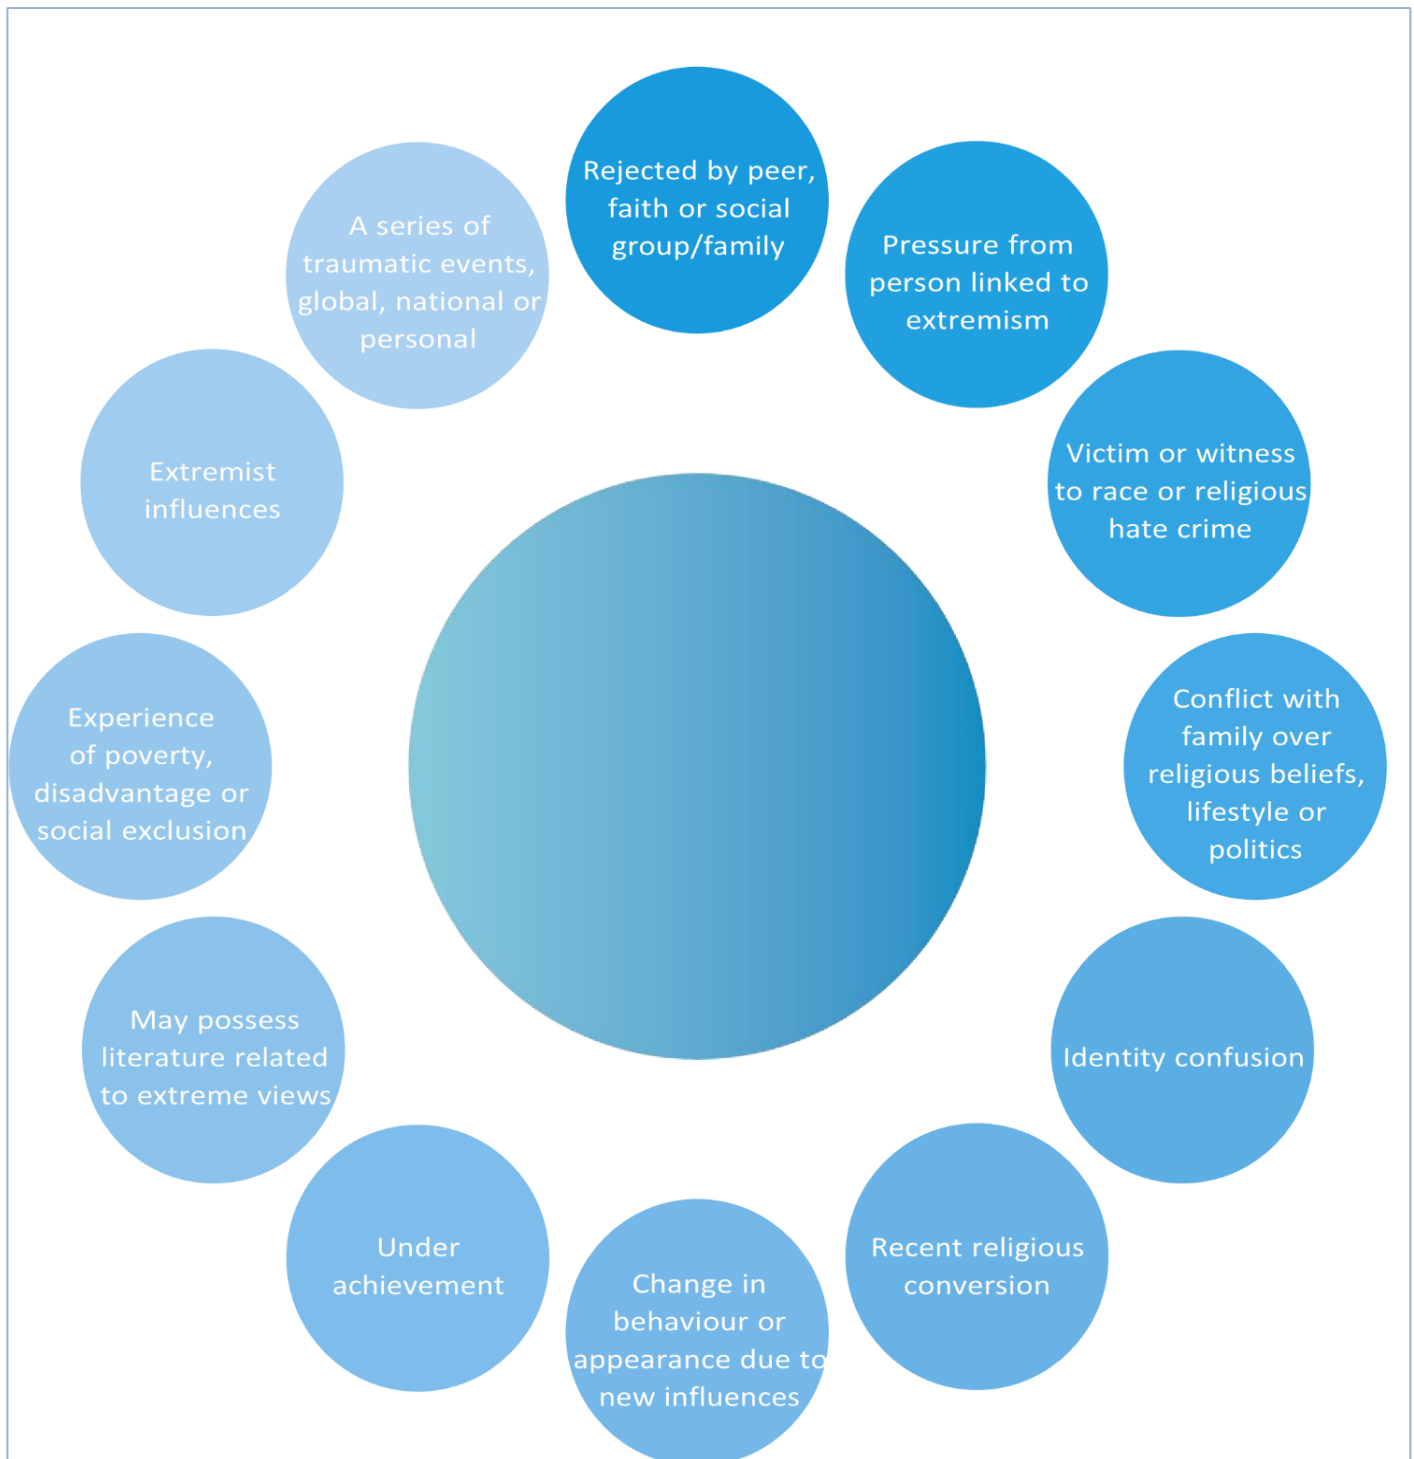 Rejected by peer,
faith or social
group/family
Pressure from
person linked to
extremism
Victim or witness
to race or religious
hate crime
Conflict with
family over
religious beliefs,
lifestyle or
politics
Identity confusion
Recent religious
conversion
Change in
behaviour or
appearance due to
new influences
Under
achievement
May possess
literature related
to extreme views
Experience
of poverty,
disadvantage or
social exclusion
Extremist
influences
A series of
traumatic events,
global, national or
personal